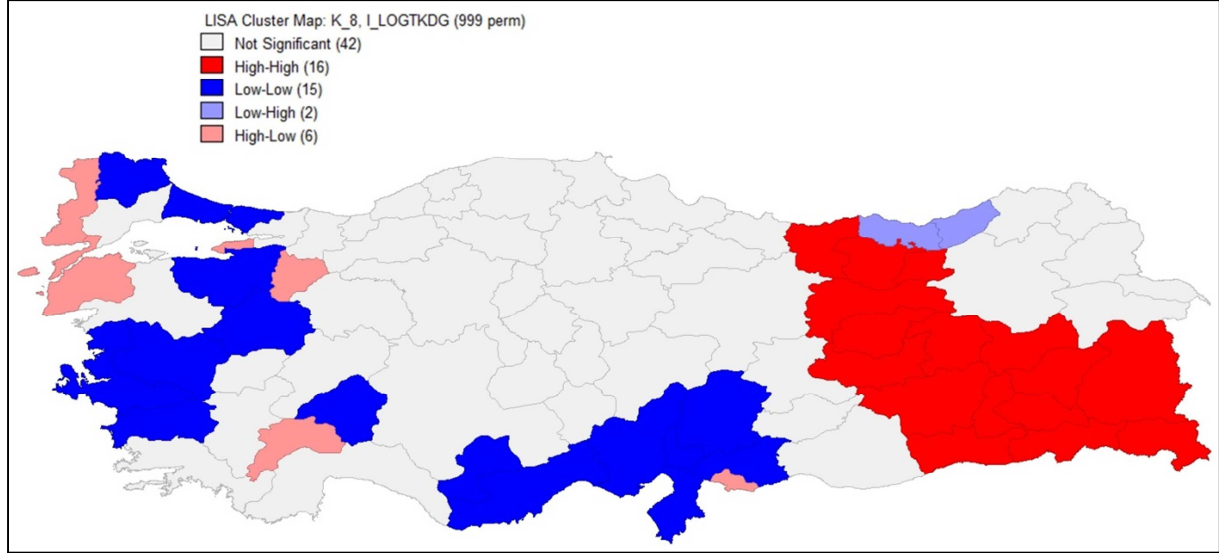 LISA Cluster Map: K_8, I_LOGTKDG (999 perm)
Not Significant (42)
High-High (16)
Low-Low (15)
Low-High (2)
High-Low (6)